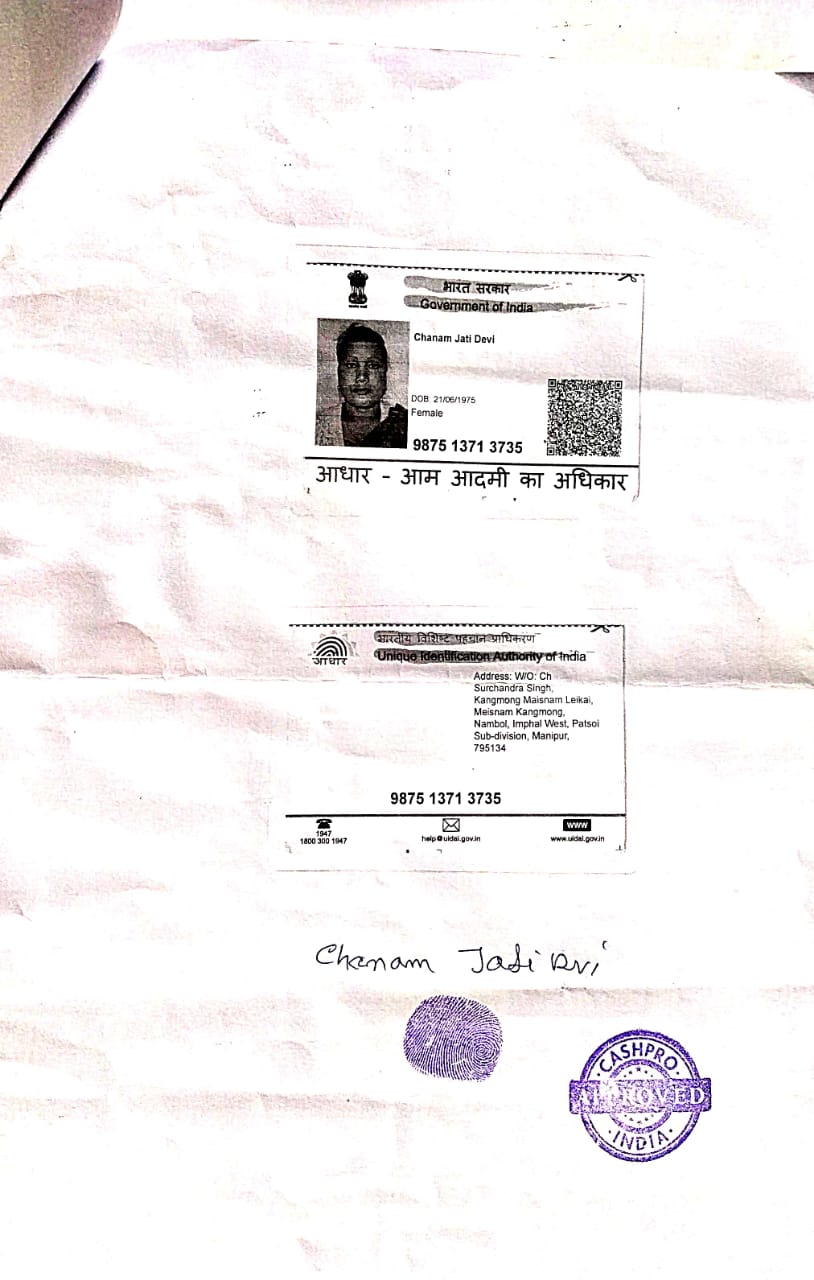 भारत सरकार
Government of India
Chanam Jati Devi
DOB: 21/06/1975
Female
9875 1371 3735
आधार - आम आदमी का अधिकार
भारतीय विशिष्ट पहचान प्राधिकरण
Unique Identification Authority of India
आधार
Address: W/O: Ch
Surchandra Singh,
Kangmong Maisnam Leikai,
Meisnam Kangmong,
Nambol, Imphal West, Patsoi
Sub-division, Manipur,
795134
9875 1371 3735
1947
1800 300 1947
help@uidai.gov.in
WWW
www.uidai.gov.in
Chanam Jati Devi
CASHPRO
APPROVED
INDIA